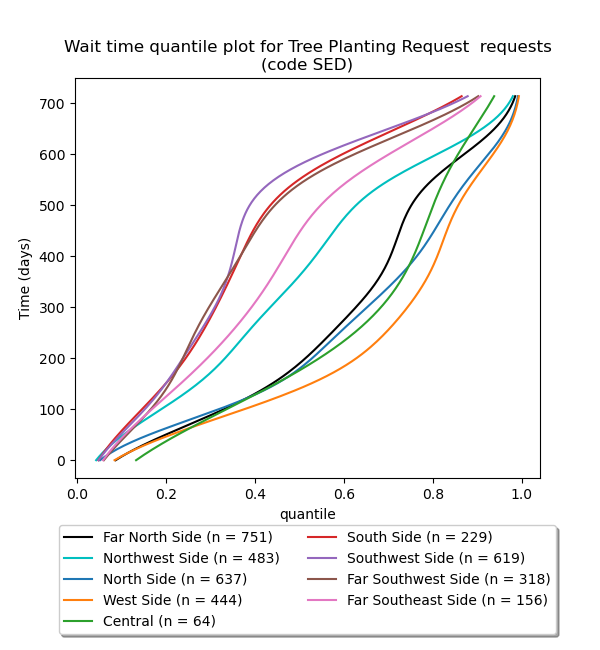 Wait time quantile plot for Tree Planting Request  requests
(code SED)
700
600
500
400
300
200
100
0
Time (days)
0.0 0.2 0.4 0.6 0.8 1.0
quantile
Far North Side (n = 751)
Northwest Side (n = 483)
North Side (n = 637)
West Side (n = 444)
Central (n = 64)
South Side (n = 229)
Southwest Side (n = 619)
Far Southwest Side (n = 318)
Far Southeast Side (n = 156)